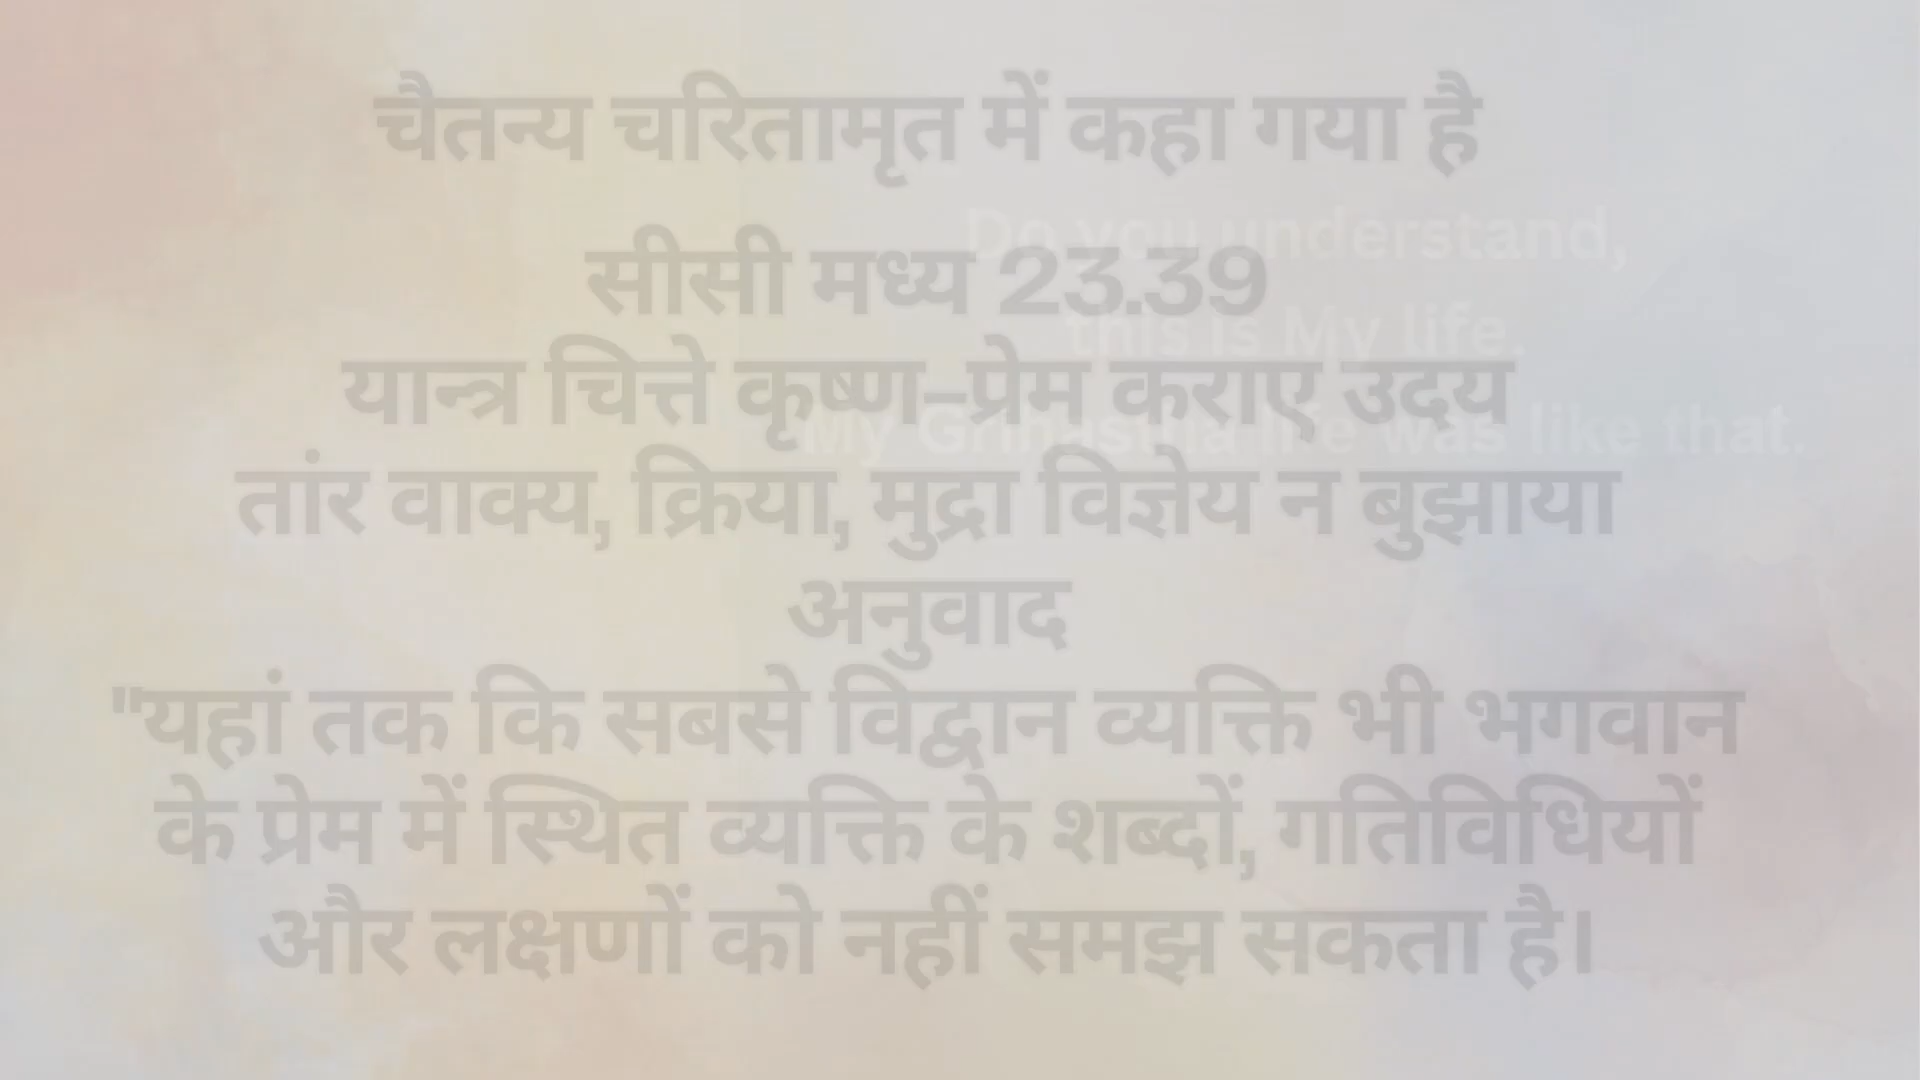 चैतन्य चरितामृत में कहा गया है
Do you understand,
सीसी मध्य 23.39
this is My life.
यान्त्र चित्ते कृष्ण–प्रेम कराए उदय
My Grihastha life was like that.
तांर वाक्य, क्रिया, मुद्रा विज्ञेय न बुझाया
अनुवाद
"यहां तक कि सबसे विद्वान व्यक्ति भी भगवान
के प्रेम में स्थित व्यक्ति के शब्दों, गतिविधियों
और लक्षणों को नहीं समझ सकता है।